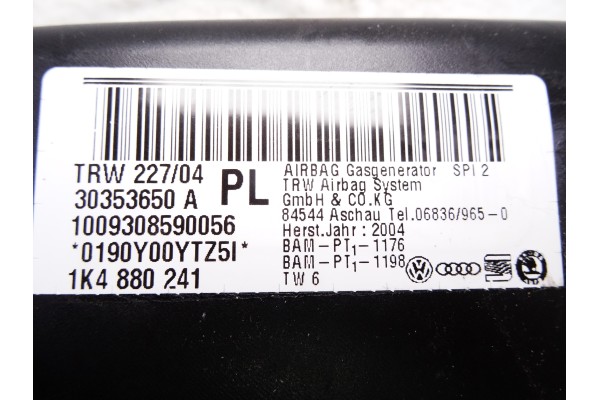 TRW 227/04
30353650 A
PL
1009308590056
*0190Y00YTZ5I*
1K4 880 241
AIRBAG Gasgenerator SPI 2
TRW Airbag System
GmbH & CO.KG
84544 Aschau Tel.06836/965-0
Herst.Jahr : 2004
BAM-PT1-1176
BAM-PT1-1198
TW 6